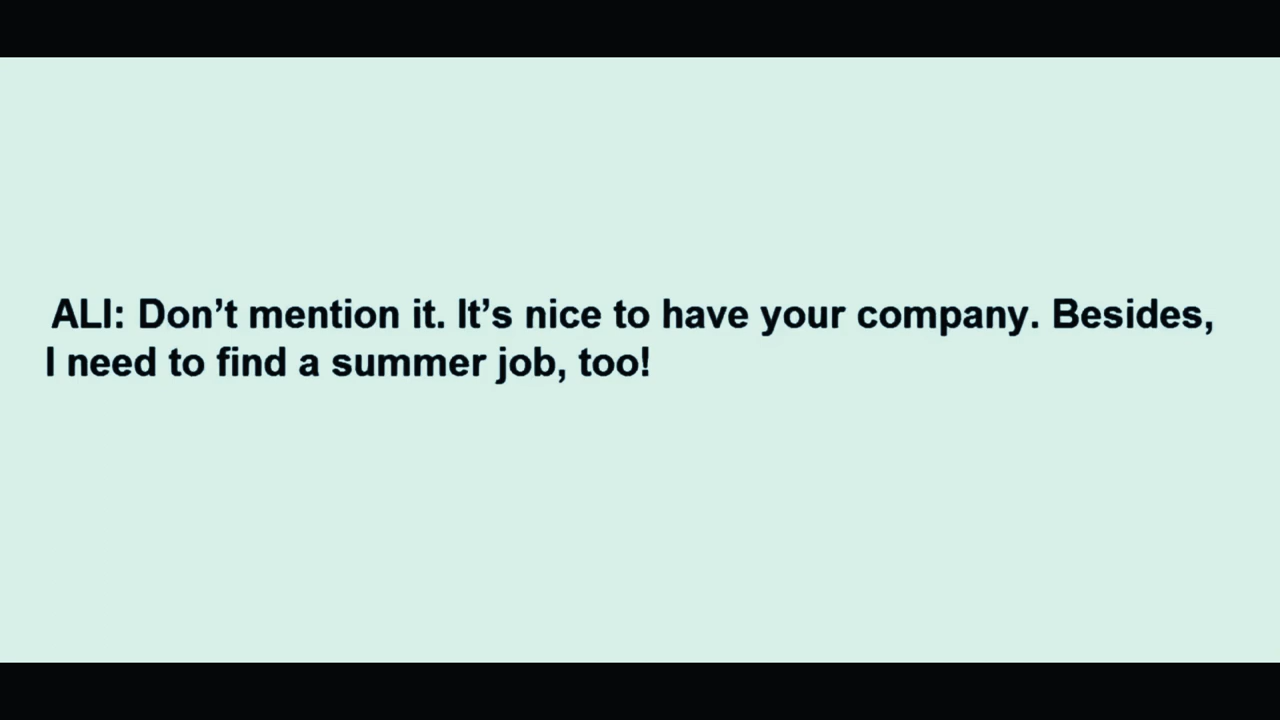 ALI: Don’t mention it. It’s nice to have your company. Besides,
I need to find a summer job, too!